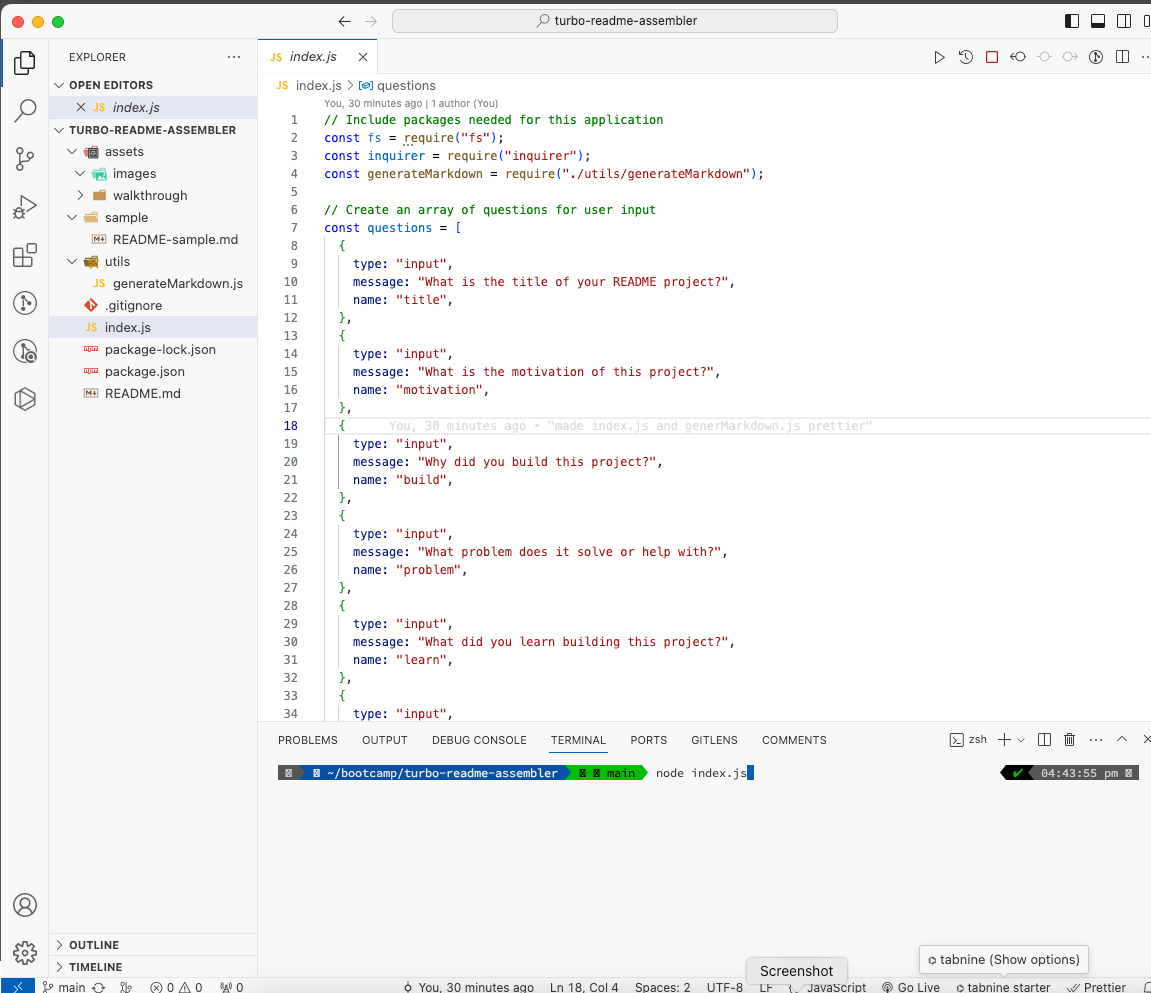 turbo-readme-assembler
EXPLORER
OPEN EDITORS
JS index.js
TURBO-README-ASSEMBLER
assets
images
walkthrough
sample
README-sample.md
utils
JS generateMarkdown.js
.gitignore
JS index.js
package-lock.json
package.json
README.md
OUTLINE
TIMELINE
JS index.js
JS index.js > questions
You, 30 minutes ago | 1 author (You)
1 // Include packages needed for this application
2 const fs = require("fs");
3 const inquirer = require("inquirer");
4 const generateMarkdown = require("./utils/generateMarkdown");
5
6 // Create an array of questions for user input
7 const questions = [
8 {
9 type: "input",
10 message: "What is the title of your README project?",
11 name: "title",
12 },
13 {
14 type: "input",
15 message: "What is the motivation of this project?",
16 name: "motivation",
17 },
18 { You, 30 minutes ago • "made index.js and generMarkdown.js prettier"
19 type: "input",
20 message: "Why did you build this project?",
21 name: "build",
22 },
23 {
24 type: "input",
25 message: "What problem does it solve or help with?",
26 name: "problem",
27 },
28 {
29 type: "input",
30 message: "What did you learn building this project?",
31 name: "learn",
32 },
33 {
34 type: "input",
PROBLEMS OUTPUT DEBUG CONSOLE TERMINAL PORTS GITLENS COMMENTS zsh
~/bootcamp/turbo-readme-assembler main node index.js 04:43:55 pm
tabnine (Show options)
Screenshot
main 0 0 0 You, 30 minutes ago Ln 18, Col 4 Spaces: 2 UTF-8 LF JavaScript Go Live tabnine starter Prettier